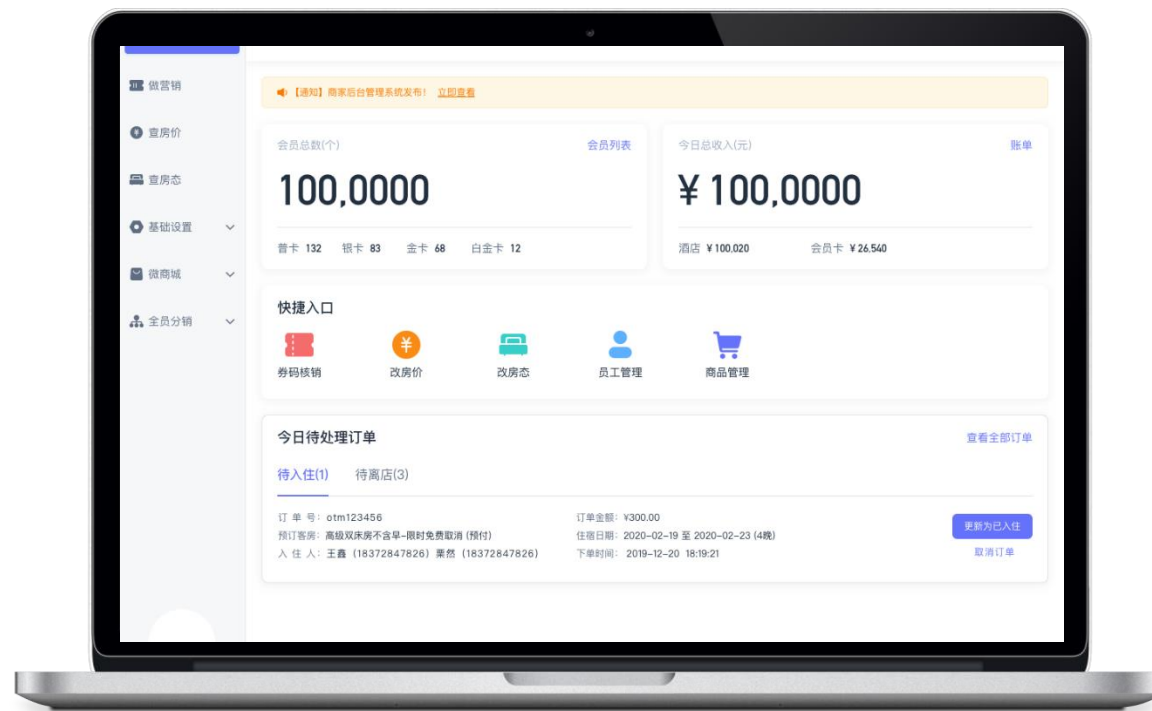 做营销
查房价
查房态
基础设置
微商城
全员分销
【通知】商家后台管理系统发布！ 立即查看
会员总数(个) 会员列表
100,0000
普卡 132 银卡 83 金卡 68 白金卡 12
今日总收入(元) 账单
¥ 100,0000
酒店 ¥ 100,020 会员卡 ¥ 26.540
快捷入口
券码核销 改房价 改房态 员工管理 商品管理
今日待处理订单 查看全部订单
待入住(1) 待离店(3)
订 单 号： otm123456
预订客房：高级双床房不含早-限时免费取消 (预付)
入 住 人：王鑫 (18372847826) 栗然 (18372847826)
订单金额：¥300.00
住宿日期：2020-02-19 至 2020-02-23 (4晚)
下单时间：2019-12-20 18:19:21
更新为已入住
取消订单